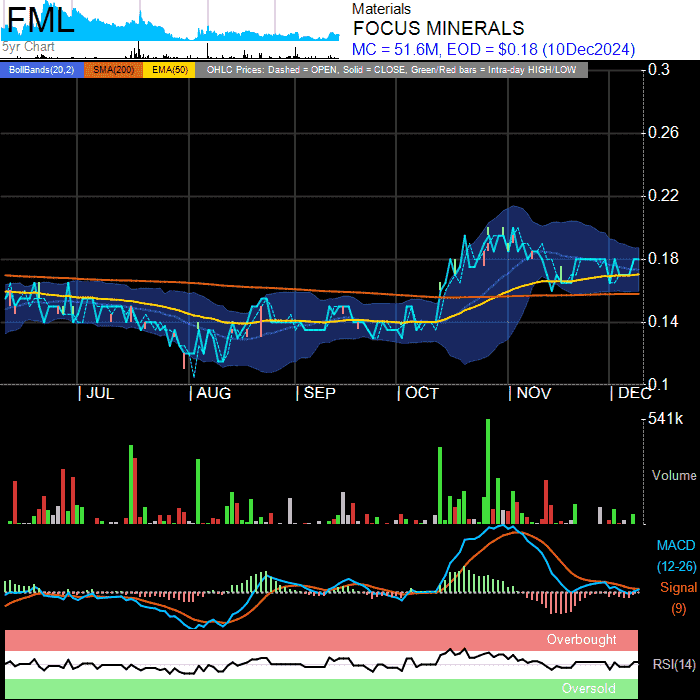 FML
5yr Chart
Materials
FOCUS MINERALS
MC = 51.6M, EOD = $0.18 (10Dec2024)
BollBands(20,2) SMA(200) EMA(50) OHLC Prices: Dashed = OPEN, Solid = CLOSE, Green/Red bars = Intra-day HIGH/LOW
0.3
0.26
0.22
0.18
0.14
0.1
JUL AUG SEP OCT NOV DEC
541k
Volume
MACD
(12-26)
Signal
(9)
Overbought
RSI(14)
Oversold